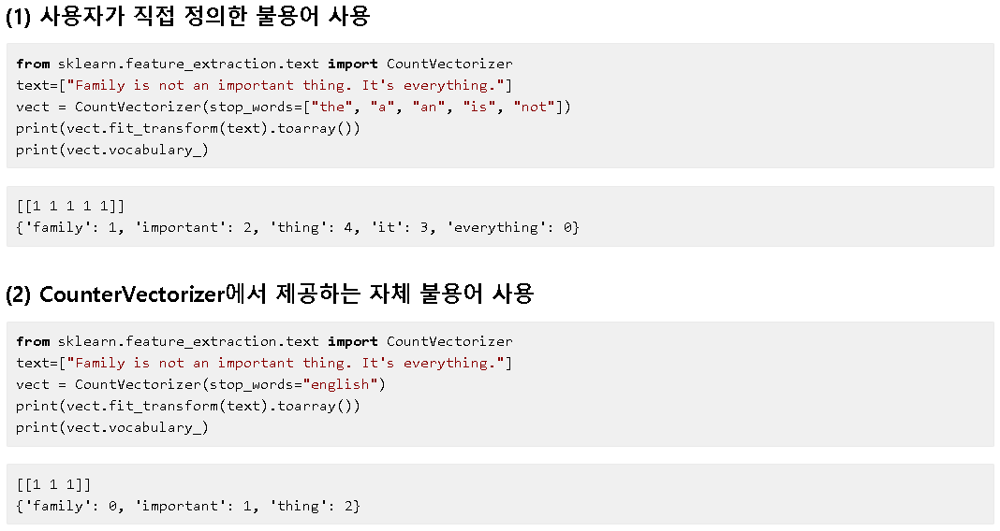 (1) 사용자가 직접 정의한 불용어 사용
from sklearn.feature_extraction.text import CountVectorizer
text=["Family is not an important thing. It's everything."]
vect = CountVectorizer(stop_words=["the", "a", "an", "is", "not"])
print(vect.fit_transform(text).toarray())
print(vect.vocabulary_)
[[1 1 1 1 1]]
{'family': 1, 'important': 2, 'thing': 4, 'it': 3, 'everything': 0}
(2) CounterVectorizer에서 제공하는 자체 불용어 사용
from sklearn.feature_extraction.text import CountVectorizer
text=["Family is not an important thing. It's everything."]
vect = CountVectorizer(stop_words="english")
print(vect.fit_transform(text).toarray())
print(vect.vocabulary_)
[[1 1 1]]
{'family': 0, 'important': 1, 'thing': 2}